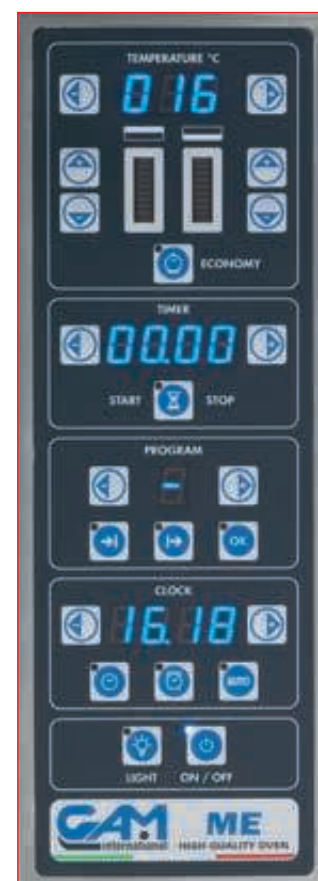 TEMPERATURE °C
016
ECONOMY
TIMER
00.00
START STOP
PROGRAM
-
OK
CLOCK
16.18
AUTO
LIGHT ON / OFF
GAM ME
International HIGH QUALITY OVEN